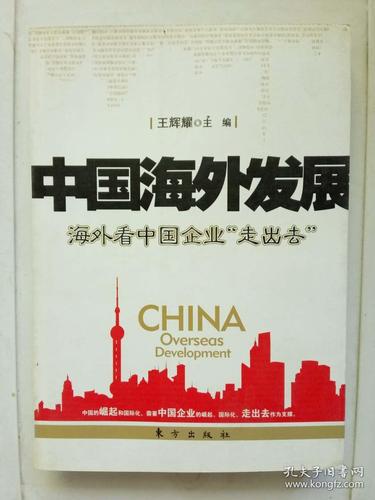 王辉耀 主 编
中国海外发展
海外看中国企业“走出去”
CHINA
Overseas
Development
中国的崛起和国际化，需要中国企业的崛起、国际化、走出去作为支撑。
东方出版社
孔夫子旧书网
www.kongfz.com